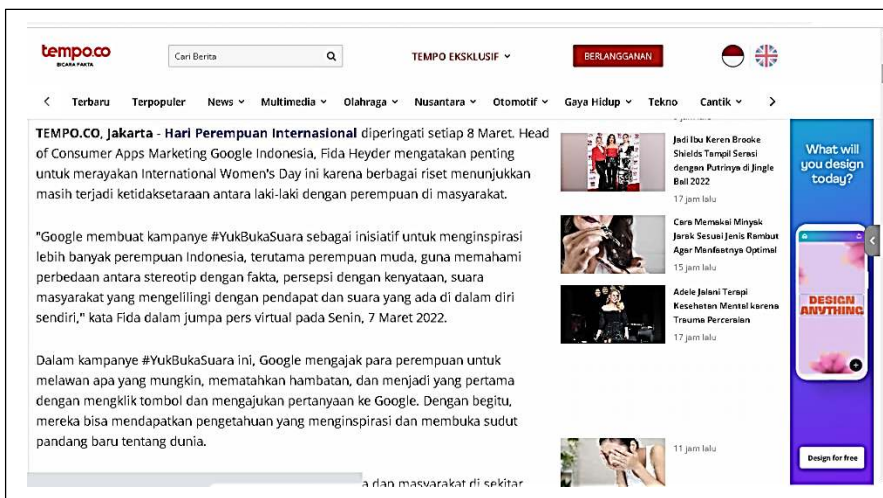 tempo.co
BICARA FAKTA
Cari Berita
TEMPO EKSKLUSIF
BERLANGGANAN
Terbaru Terpopuler News Multimedia Olahraga Nusantara Otomotif Gaya Hidup Tekno Cantik
TEMPO.CO, Jakarta - Hari Perempuan Internasional diperingati setiap 8 Maret. Head
of Consumer Apps Marketing Google Indonesia, Fida Heyder mengatakan penting
untuk merayakan International Women's Day ini karena berbagai riset menunjukkan
masih terjadi ketidaksetaraan antara laki-laki dengan perempuan di masyarakat.
"Google membuat kampanye #YukBukaSuara sebagai inisiatif untuk menginspirasi
lebih banyak perempuan Indonesia, terutama perempuan muda, guna memahami
perbedaan antara stereotip dengan fakta, persepsi dengan kenyataan, suara
masyarakat yang mengelilingi dengan pendapat dan suara yang ada di dalam diri
sendiri," kata Fida dalam jumpa pers virtual pada Senin, 7 Maret 2022.
Dalam kampanye #YukBukaSuara ini, Google mengajak para perempuan untuk
melawan apa yang mungkin, mematahkan hambatan, dan menjadi yang pertama
dengan mengklik tombol dan mengajukan pertanyaan ke Google. Dengan begitu,
mereka bisa mendapatkan pengetahuan yang menginspirasi dan membuka sudut
pandang baru tentang dunia.
a dan masyarakat di sekitar
Jadi Ibu Keren Brooke
Shields Tampil Serasi
dengan Putrinya di Jingle
Ball 2022
17 jam lalu
Cara Memakai Minyak
Jarak Sesuai Jenis Rambut
Agar Manfaatnya Optimal
15 jam lalu
Adele Jalani Terapi
Kesehatan Mental karena
Trauma Perceraian
17 jam lalu
11 jam lalu
What will
you design
today?
DESIGN
ANYTHING
Design for free